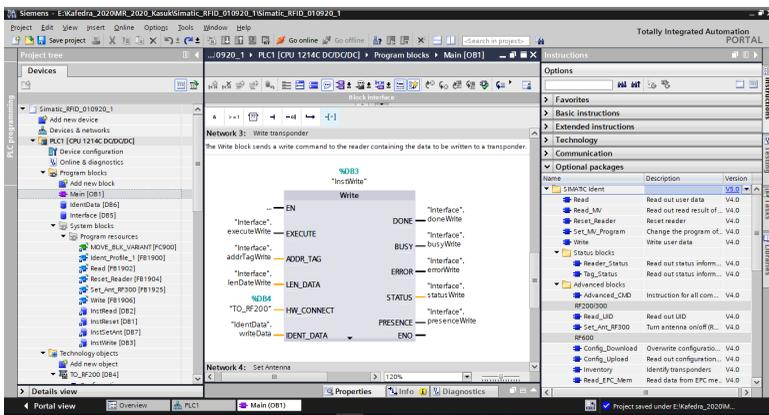 Siemens - E:\Kafedra_2020\MR_2020_Kasuk\Simatic_RFID_010920_1\Simatic_RFID_010920_1
Project Edit View Insert Online Options Tools Window Help
Totally Integrated Automation
PORTAL
Save project
Go online
Go offline
<Search in project>
Project tree
...0920_1 ▸ PLC1 [CPU 1214C DC/DC/DC] ▸ Program blocks ▸ Main [OB1]
Instructions
Devices
Options
PLC programming
Instructions
Testing
Libraries
Block interface
Simatic_RFID_010920_1
Add new device
Devices & networks
PLC1 [CPU 1214C DC/DC/DC]
Device configuration
Online & diagnostics
Program blocks
Add new block
Main [OB1]
IdentData [DB6]
Interface [DB5]
System blocks
Program resources
MOVE_BLK_VARIANT [FC900]
Ident_Profile_1 [FB1902]
Read [FB1902]
Reset_Reader [FB1904]
Set_Ant_RF300 [FB1925]
Write [FB1906]
InstRead [DB2]
InstReset [DB1]
InstSetAnt [DB7]
InstWrite [DB3]
Technology objects
Add new object
TO_RF200 [DB4]
Details view
&
>=1
Network 3: Write transponder
The Write block sends a write command to the reader containing the data to be written to a transponder.
%DB3
"InstWrite"
Write
... EN
"Interface".
executeWrite EXECUTE
"Interface".
addrTagWrite ADDR_TAG
"Interface".
lenDateWrite LEN_DATA
%DB4
"TO_RF200" HW_CONNECT
"IdentData".
writeData IDENT_DATA
"Interface".
DONE doneWrite
"Interface".
BUSY busyWrite
"Interface".
ERROR errorWrite
"Interface".
STATUS statusWrite
"Interface".
PRESENCE presenceWrite
ENO
Network 4: Set Antenna
120%
Properties
Info
Diagnostics
Favorites
Basic instructions
Extended instructions
Technology
Communication
Optional packages
Name Description Version
SIMATIC Ident V5.0
Read Read out user data V4.0
Read_MV Read out read result of... V4.0
Reset_Reader Reset reader V4.0
Set_MV_Program Change the program of... V4.0
Write Write user data V4.0
Status blocks
Reader_Status Read out status inform... V4.0
Tag_Status Read out status inform... V4.0
Advanced blocks
Advanced_CMD Instruction for all com... V4.0
RF200/300
Read_UID Read out UID V4.0
Set_Ant_RF300 Turn antenna on/off (R... V4.0
RF600
Config_Download Overwrite configuratio... V4.0
Config_Upload Read out configuration... V4.0
Inventory Identify transponders V4.0
Read_EPC_Mem Read data from EPC me.. V4.0
Portal view
Overview
PLC1
Main (OB1)
Project saved under E:\Kafedra_2020\M...